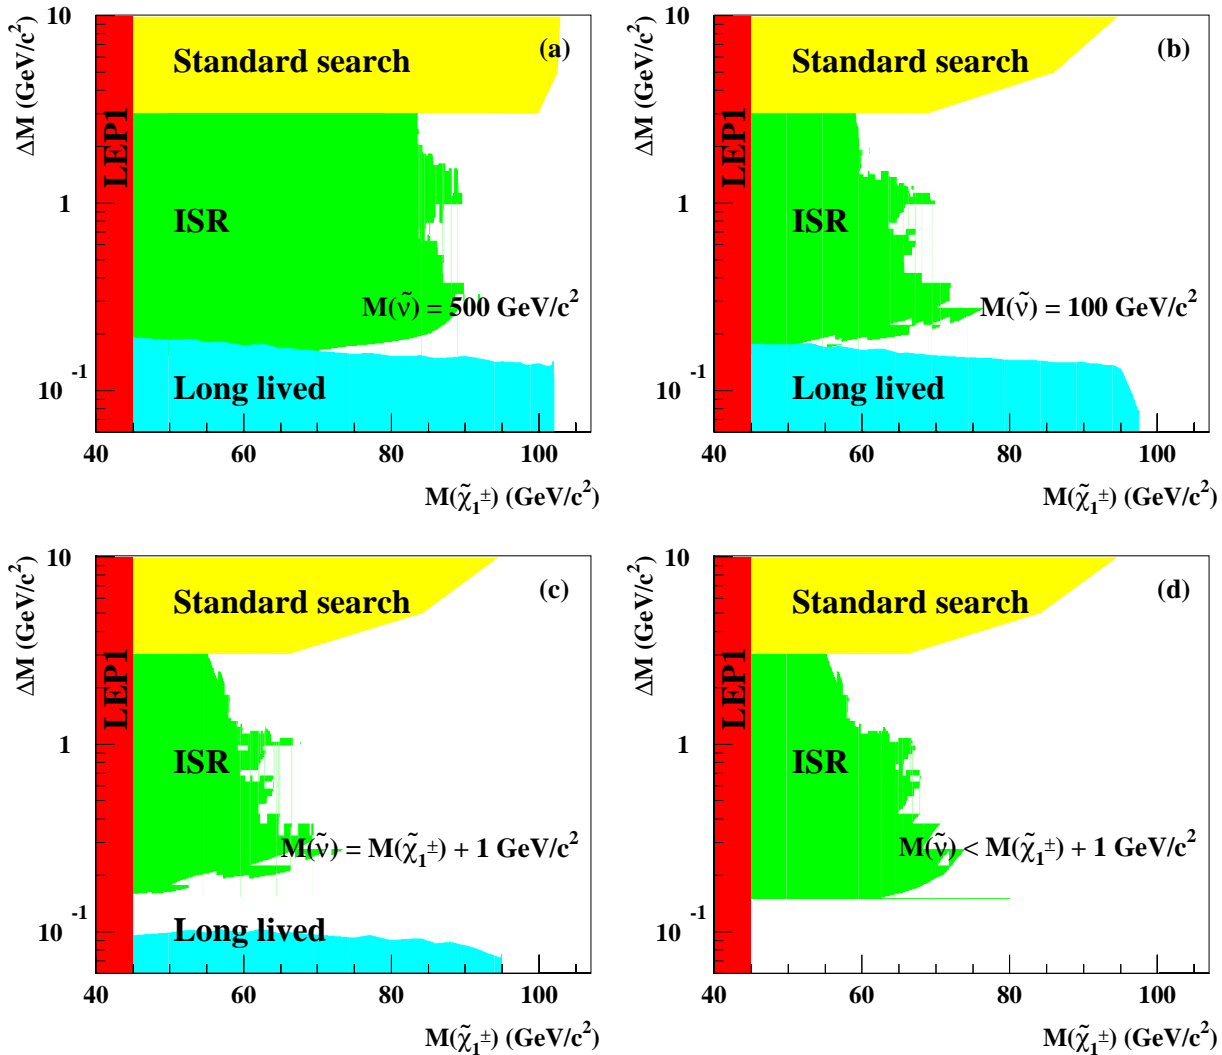 10
1
10⁻¹
ΔM (GeV/c²)
LEP1
Standard search
(a)
ISR
M(ν̃) = 500 GeV/c²
Long lived
40 60 80 100
M(χ̃₁±) (GeV/c²)
10
1
10⁻¹
ΔM (GeV/c²)
LEP1
Standard search
(b)
ISR
M(ν̃) = 100 GeV/c²
Long lived
40 60 80 100
M(χ̃₁±) (GeV/c²)
10
1
10⁻¹
ΔM (GeV/c²)
LEP1
Standard search
(c)
ISR
M(ν̃) = M(χ̃₁±) + 1 GeV/c²
Long lived
40 60 80 100
M(χ̃₁±) (GeV/c²)
10
1
10⁻¹
ΔM (GeV/c²)
LEP1
Standard search
(d)
ISR
M(ν̃) < M(χ̃₁±) + 1 GeV/c²
40 60 80 100
M(χ̃₁±) (GeV/c²)